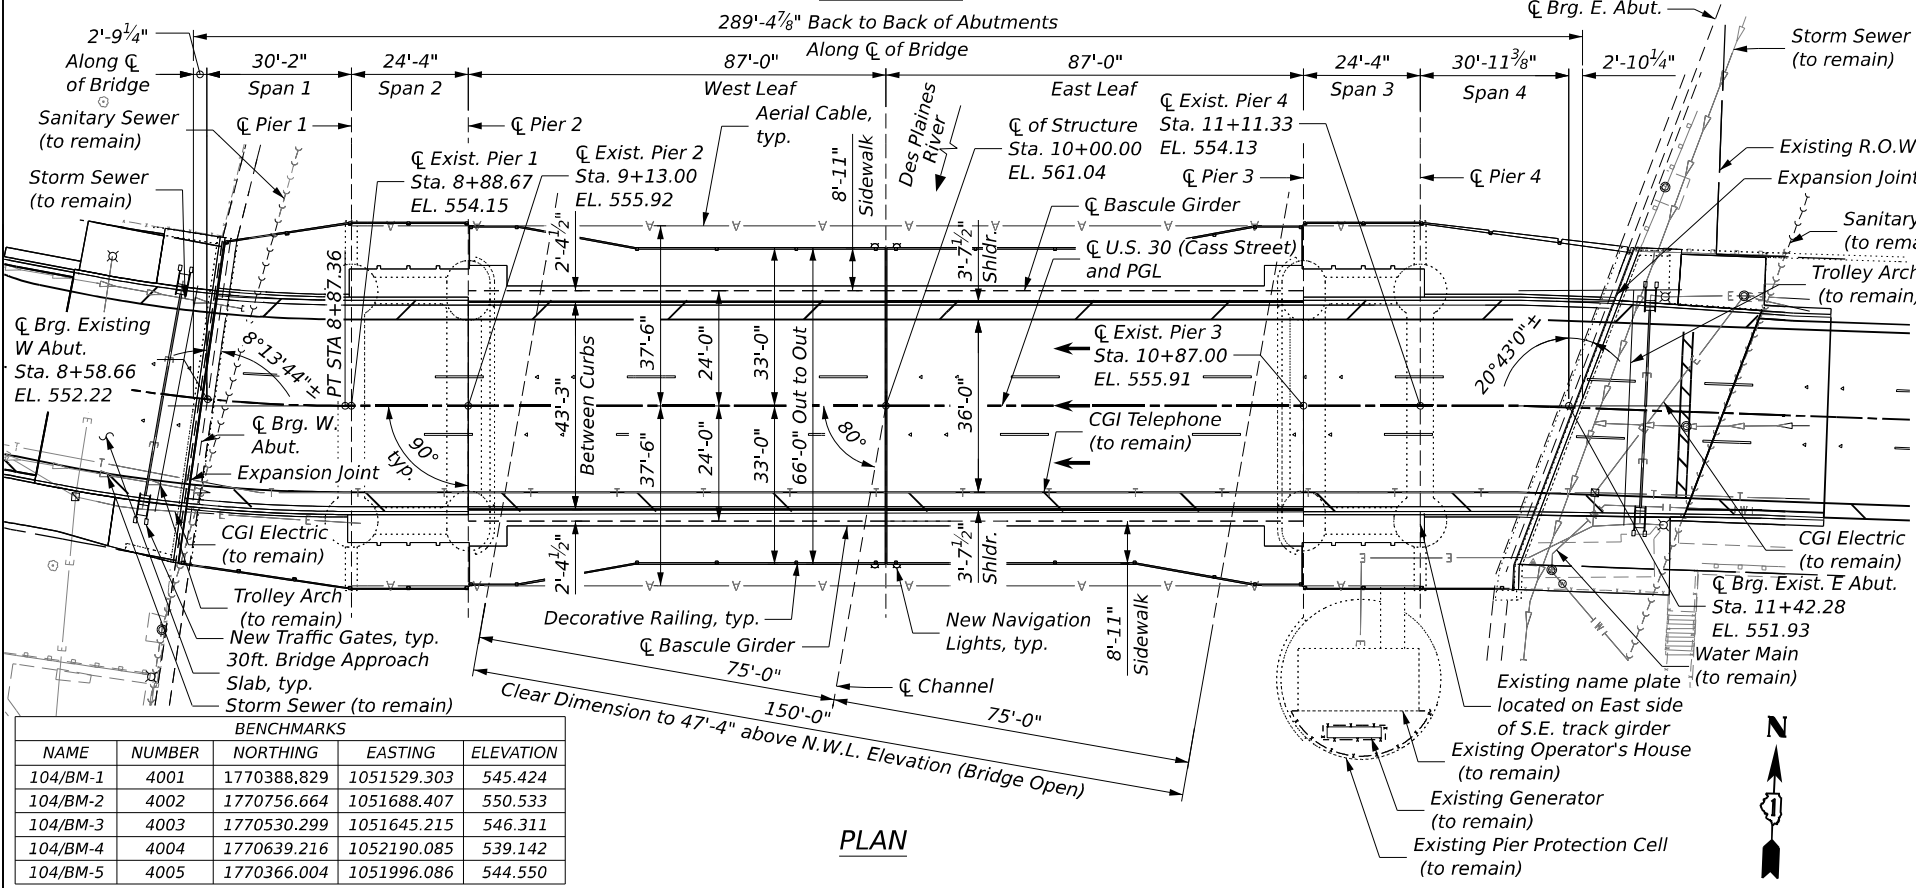 289'-4⅞" Back to Back of Abutments
Along ℄ of Bridge
2'-9¼"
Along ℄
of Bridge
30'-2"
Span 1
24'-4"
Span 2
87'-0"
West Leaf
87'-0"
East Leaf
24'-4"
Span 3
30'-11⅜"
Span 4
2'-10¼"
℄ Brg. E. Abut.
Storm Sewer
(to remain)
Sanitary Sewer
(to remain)
Storm Sewer
(to remain)
℄ Pier 1
℄ Pier 2
℄ Exist. Pier 1
Sta. 8+88.67
EL. 554.15
℄ Exist. Pier 2
Sta. 9+13.00
EL. 555.92
Aerial Cable,
typ.
8'-11"
Sidewalk
Des Plaines
River
℄ of Structure
Sta. 10+00.00
EL. 561.04
℄ Exist. Pier 4
Sta. 11+11.33
EL. 554.13
℄ Pier 3
℄ Pier 4
Existing R.O.W
Expansion Joint
Sanitary
(to rema
Trolley Arch
(to remain)
℄ Bascule Girder
℄ U.S. 30 (Cass Street)
and PGL
2'-4½"
3'-7½"
Shldr.
PT STA 8+87.36
℄ Brg. Existing
W Abut.
Sta. 8+58.66
EL. 552.22
8°13'44"±
℄ Brg. W.
Abut.
Expansion Joint
90°
typ.
43'-3"
Between Curbs
37'-6"
24'-0"
33'-0"
66'-0" Out to Out
37'-6"
24'-0"
33'-0"
80°
36'-0"
℄ Exist. Pier 3
Sta. 10+87.00
EL. 555.91
CGI Telephone
(to remain)
20°43'0"±
CGI Electric
(to remain)
2'-4½"
3'-7½"
Shldr.
8'-11"
Sidewalk
CGI Electric
(to remain)
℄ Brg. Exist. E Abut.
Sta. 11+42.28
EL. 551.93
Water Main
(to remain)
Trolley Arch
(to remain)
New Traffic Gates, typ.
30ft. Bridge Approach
Slab, typ.
Storm Sewer (to remain)
Decorative Railing, typ.
℄ Bascule Girder
New Navigation
Lights, typ.
℄ Channel
75'-0"
75'-0"
150'-0"
Clear Dimension to 47'-4" above N.W.L. Elevation (Bridge Open)
Existing name plate
located on East side
of S.E. track girder
Existing Operator's House
(to remain)
Existing Generator
(to remain)
Existing Pier Protection Cell
(to remain)
N
1
PLAN
BENCHMARKS
NAME NUMBER NORTHING EASTING ELEVATION
104/BM-1 4001 1770388.829 1051529.303 545.424
104/BM-2 4002 1770756.664 1051688.407 550.533
104/BM-3 4003 1770530.299 1051645.215 546.311
104/BM-4 4004 1770639.216 1052190.085 539.142
104/BM-5 4005 1770366.004 1051996.086 544.550